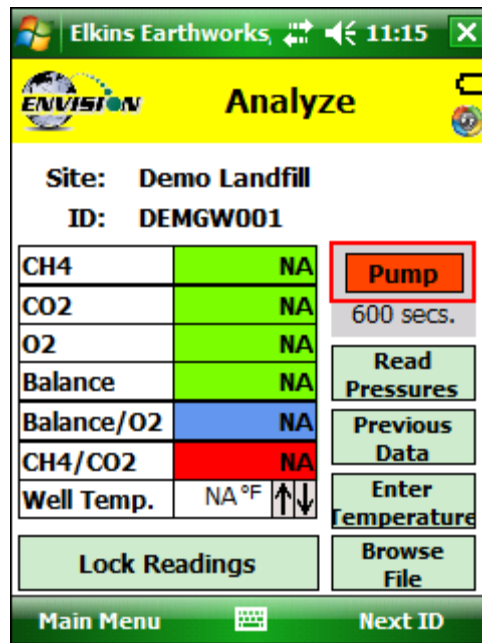 Elkins Earthworks, 11:15
ENVISION Analyze
Site: Demo Landfill
ID: DEMGW001
CH4 NA
CO2 NA
O2 NA
Balance NA
Balance/O2 NA
CH4/CO2 NA
Well Temp. NA °F
Pump
600 secs.
Read
Pressures
Previous
Data
Enter
Temperature
Browse
File
Lock Readings
Main Menu Next ID